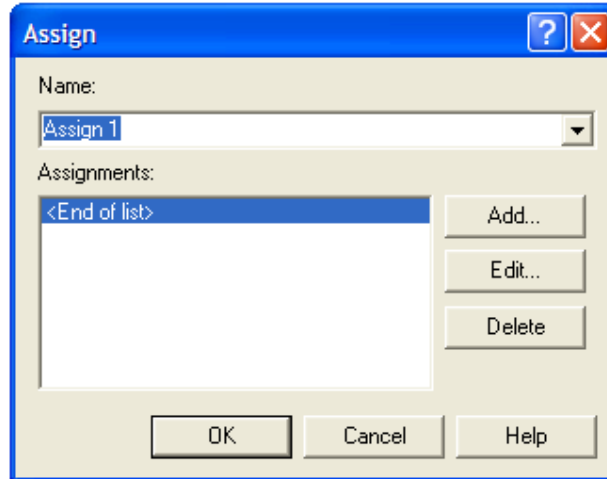 Assign
Name:
Assign 1
Assignments:
<End of list>
Add...
Edit...
Delete
OK Cancel Help